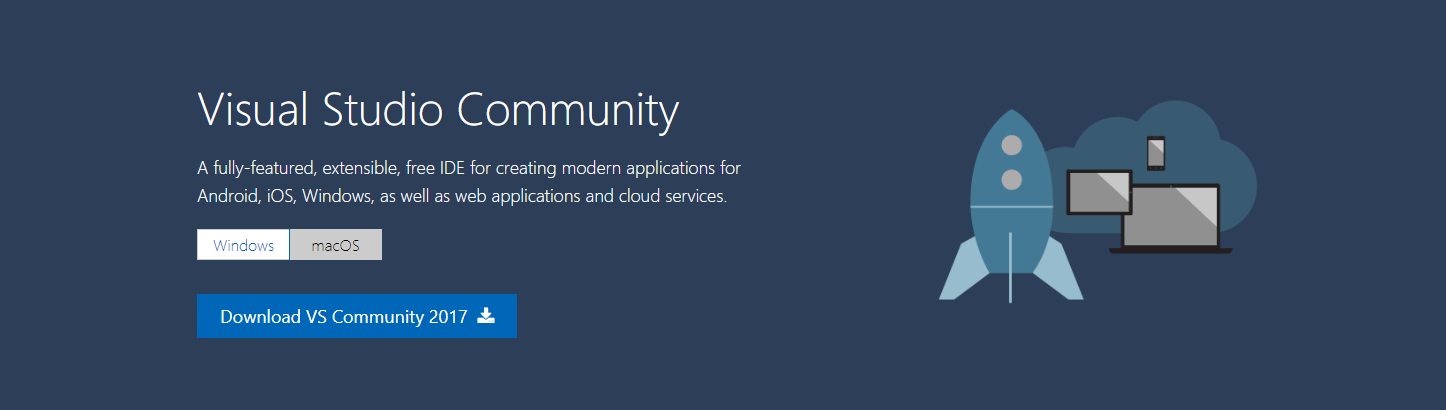 Visual Studio Community
A fully-featured, extensible, free IDE for creating modern applications for
Android, iOS, Windows, as well as web applications and cloud services.
Windows macOS
Download VS Community 2017